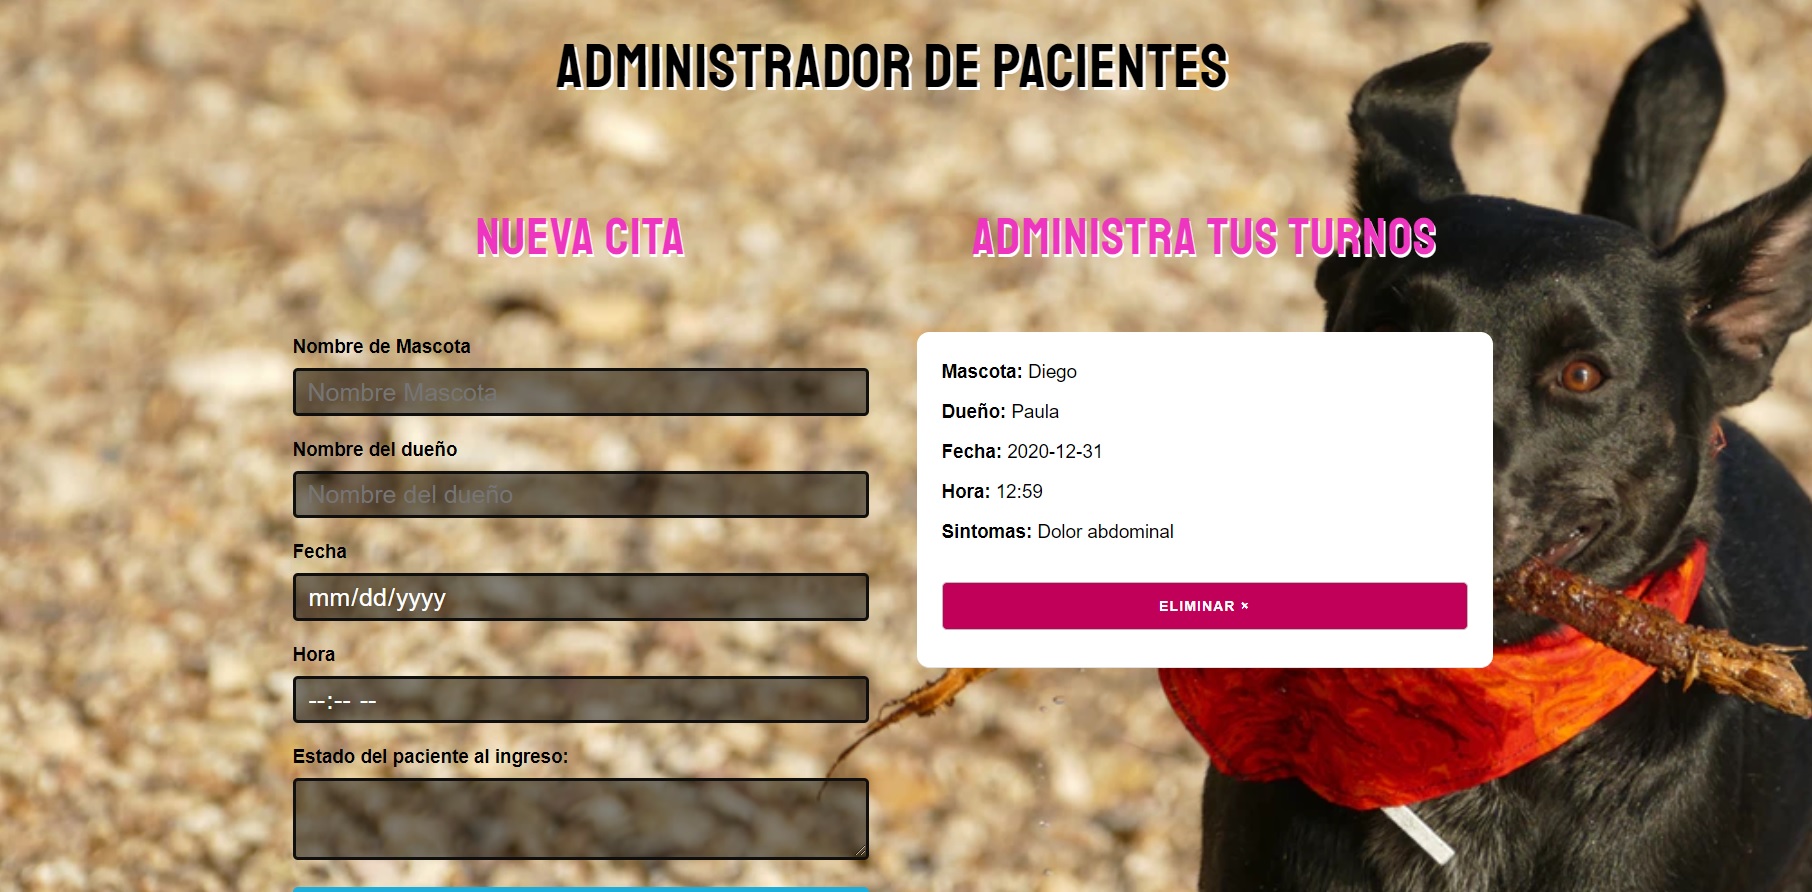 ADMINISTRADOR DE PACIENTES
NUEVA CITA
Nombre de Mascota
Nombre Mascota
Nombre del dueño
Nombre del dueño
Fecha
mm/dd/yyyy
Hora
--:-- --
Estado del paciente al ingreso:
ADMINISTRA TUS TURNOS
Mascota: Diego
Dueño: Paula
Fecha: 2020-12-31
Hora: 12:59
Sintomas: Dolor abdominal
ELIMINAR ×